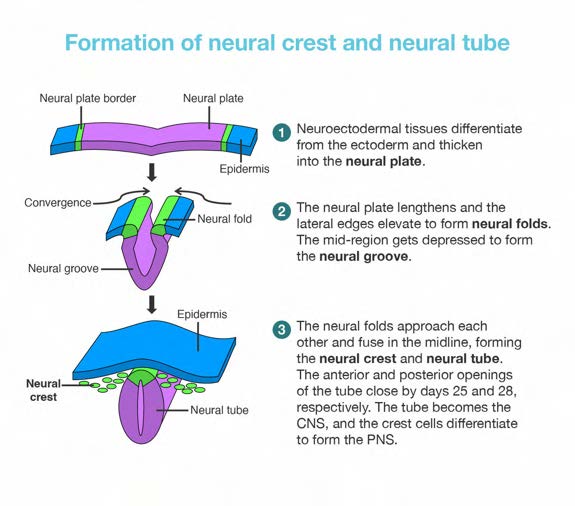 Formation of neural crest and neural tube
Neural plate border
Neural plate
Epidermis
1 Neuroectodermal tissues differentiate
from the ectoderm and thicken
into the neural plate.
Convergence
Neural fold
Neural groove
2 The neural plate lengthens and the
lateral edges elevate to form neural folds.
The mid-region gets depressed to form
the neural groove.
Epidermis
Neural
crest
Neural tube
3 The neural folds approach each
other and fuse in the midline, forming
the neural crest and neural tube.
The anterior and posterior openings
of the tube close by days 25 and 28,
respectively. The tube becomes the
CNS, and the crest cells differentiate
to form the PNS.